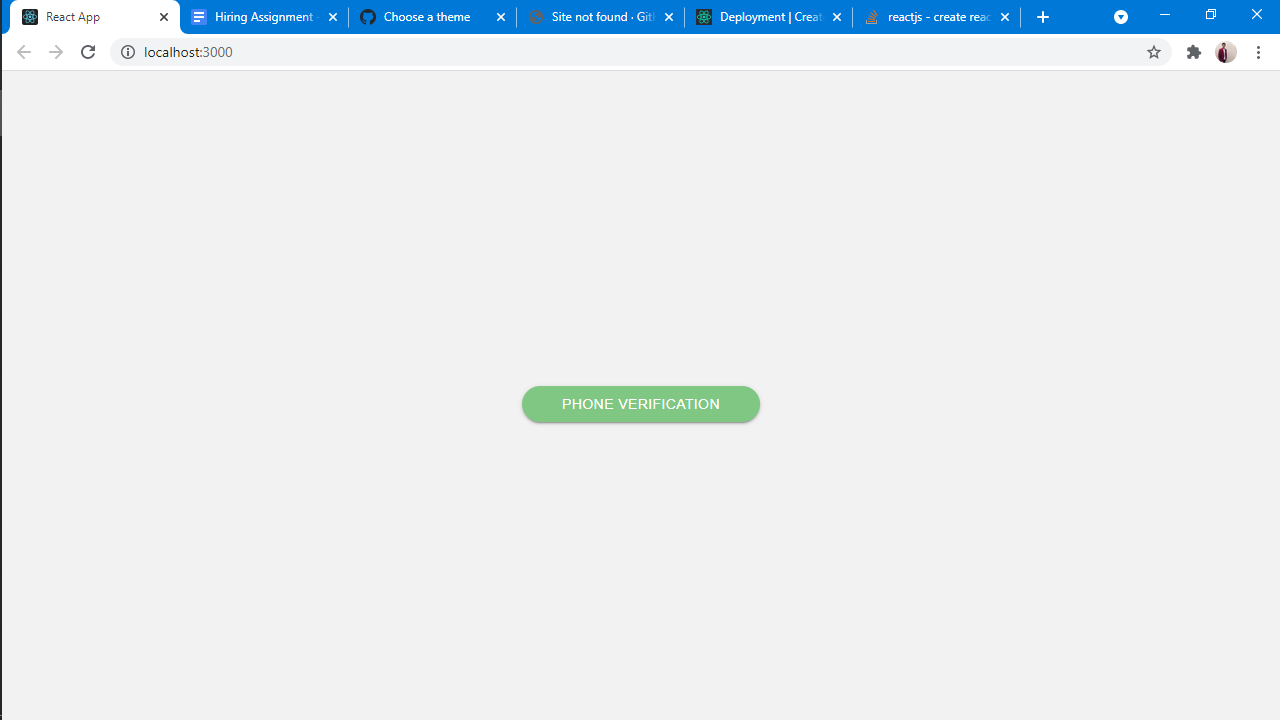 React App
Hiring Assignment
Choose a theme
Site not found · Git
Deployment | Creat
reactjs - create reac
localhost:3000
PHONE VERIFICATION